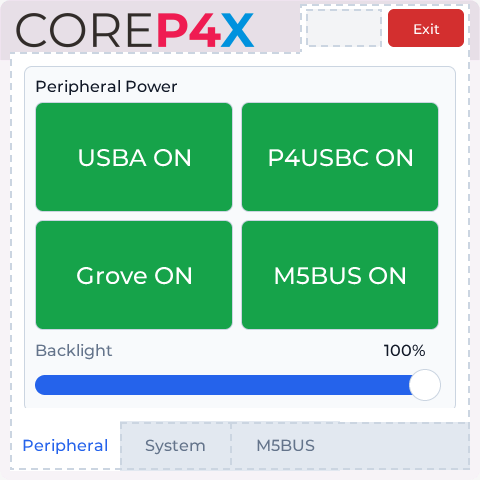 COREP4X
Exit
Peripheral Power
USBA ON
P4USBC ON
Grove ON
M5BUS ON
Backlight
100%
Peripheral
System
M5BUS